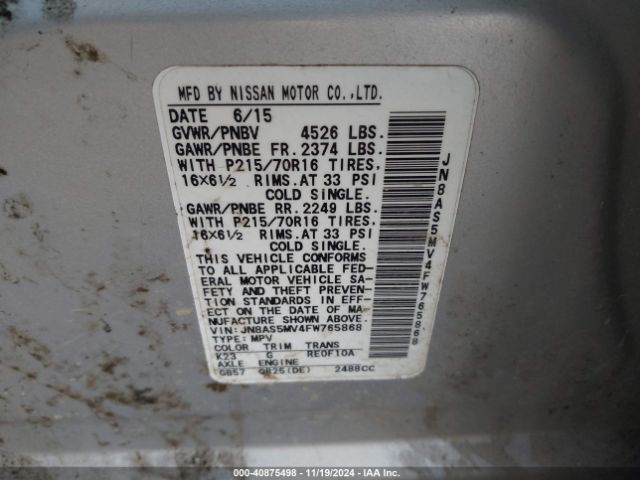 MFD BY NISSAN MOTOR CO.,LTD.
DATE 6/15
GVWR/PNBV 4526 LBS.
GAWR/PNBE FR. 2374 LBS.
WITH P215/70R16 TIRES.
16X6½ RIMS.AT 33 PSI
COLD SINGLE.
GAWR/PNBE RR. 2249 LBS.
WITH P215/70R16 TIRES.
16X6½ RIMS.AT 33 PSI
COLD SINGLE.
THIS VEHICLE CONFORMS
TO ALL APPLICABLE FED-
ERAL MOTOR VEHICLE SA-
FETY AND THEFT PREVEN-
TION STANDARDS IN EFF-
ECT ON THE DATE OF MA-
NUFACTURE SHOWN ABOVE.
VIN: JN8AS5MV4FW765868
TYPE: MPV
COLOR TRIM TRANS
K23 G RE0F10A
AXLE ENGINE
GB57 QR25(DE) 2488CC
JN8AS5MV4FW765868
000-40875498 - 11/19/2024 - IAA Inc.